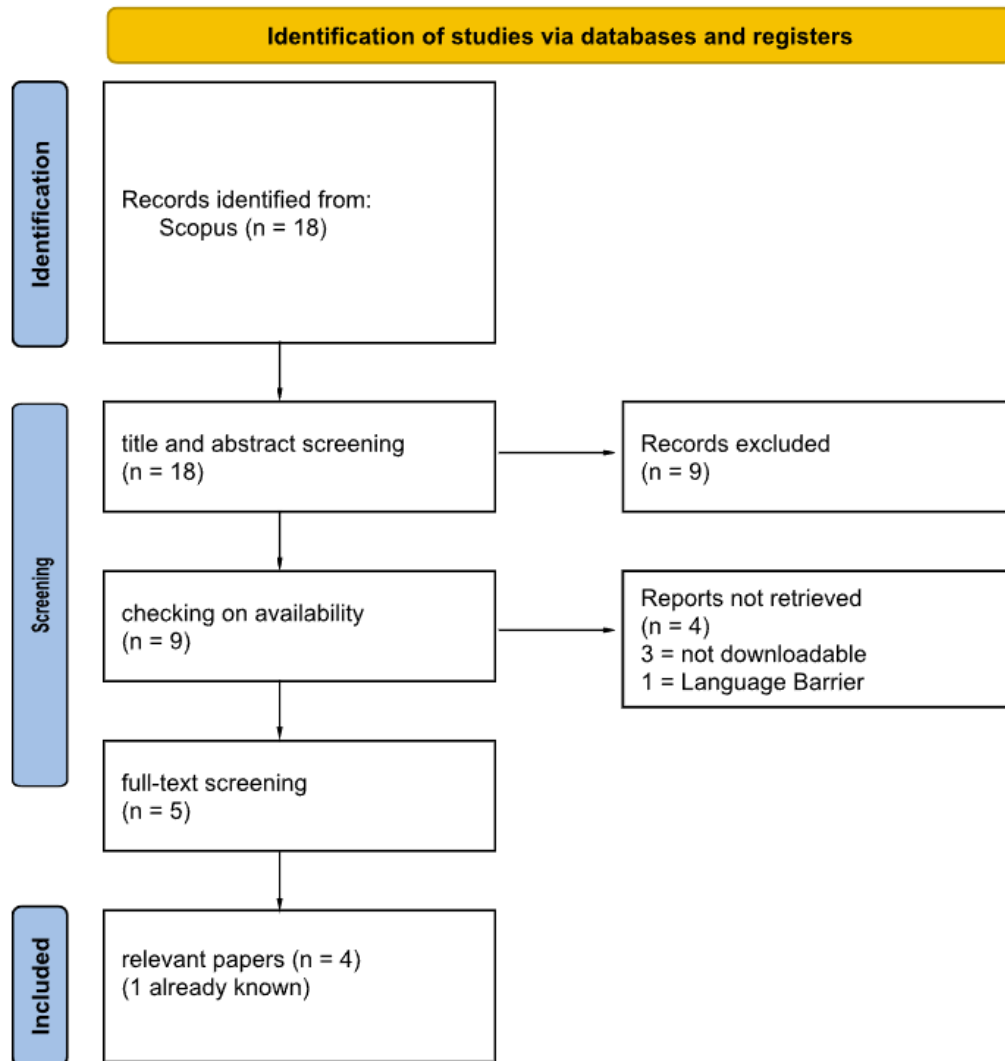 Identification of studies via databases and registers
Identification
Records identified from:
Scopus (n = 18)
Screening
title and abstract screening
(n = 18)
Records excluded
(n = 9)
checking on availability
(n = 9)
Reports not retrieved
(n = 4)
3 = not downloadable
1 = Language Barrier
full-text screening
(n = 5)
Included
relevant papers (n = 4)
(1 already known)